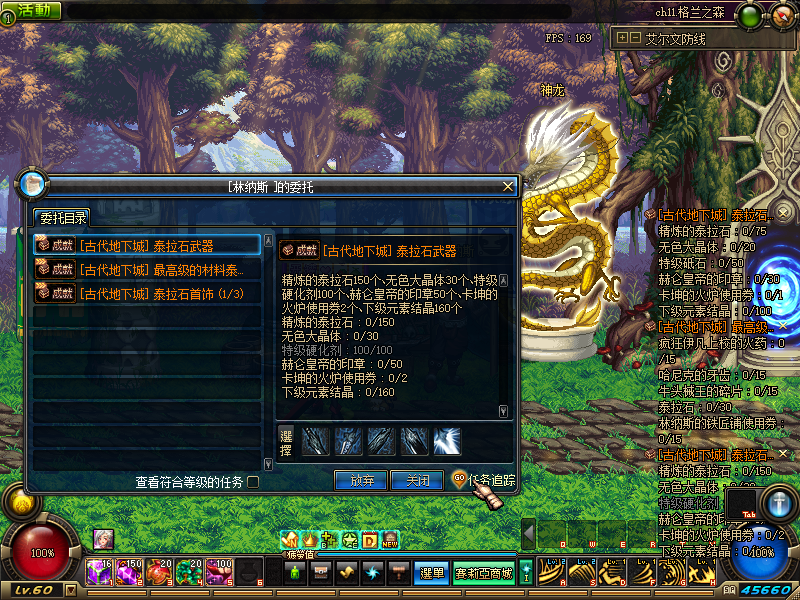 活動
1
ch11.格兰之森
FPS : 169
艾尔文防线
神龙
[林纳斯 ]的委托
委托目录
成就 [古代地下城] 泰拉石武器
成就 [古代地下城] 最高级的材料泰...
成就 [古代地下城] 泰拉石首饰 (1/3)
成就 [古代地下城] 泰拉石武器
精炼的泰拉石150个、无色大晶体30个、特级
硬化剂100个、赫仑皇帝的印章50个、卡坤的
火炉使用券2个、下级元素结晶160个
精炼的泰拉石 : 0/150
无色大晶体 : 0/30
特级硬化剂 : 100/100
赫仑皇帝的印章 : 0/50
卡坤的火炉使用券 : 0/2
下级元素结晶 : 0/160
選擇
查看符合等级的任务
放弃
关闭
GO 任务追踪
[古代地下城] 泰拉石..
精炼的泰拉石 : 0/75
无色大晶体 : 0/20
特级砥石 : 0/50
赫仑皇帝的印章 : 0/30
卡坤的火炉使用券 : 0/1
下级元素结晶 : 0/100
[古代地下城] 最高级..
疯狂伊凡上校的火药 : 0
/15
哈尼克的牙齿 : 0/15
牛头械王的碎片 : 0/15
泰拉石 : 0/30
林纳斯的铁匠铺使用券 :
0/15
[古代地下城] 泰拉石..
精炼的泰拉石 : 0/150
无色大晶体 : 0/30
特级硬化剂
赫仑皇帝的印
卡坤的火炉使用券 : 0/2
下级元素结晶 : 0/160
Tab
100%
100%
Lv.60
疲劳值
NEW
選單
賽莉亞商城
SP 45660